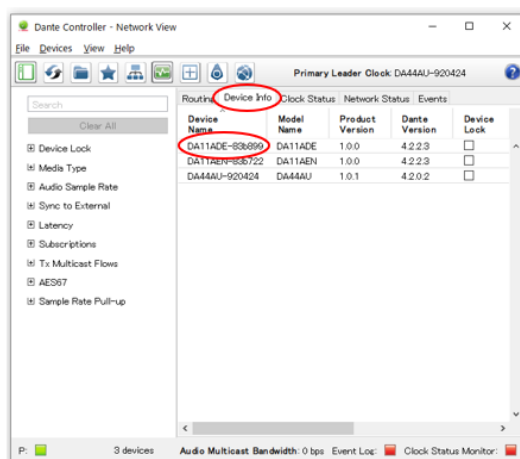 Dante Controller - Network View
File Devices View Help
Primary Leader Clock: DA44AU-920424
Search
Clear All
Device Lock
Media Type
Audio Sample Rate
Sync to External
Latency
Subscriptions
Tx Multicast Flows
AES67
Sample Rate Pull-up
Routing Device Info Clock Status Network Status Events
Device Name Model Name Product Version Dante Version Device Lock
DA11ADE-83b899 DA11ADE 1.0.0 4.2.2.3
DA11AEN-83b722 DA11AEN 1.0.0 4.2.2.3
DA44AU-920424 DA44AU 1.0.1 4.2.0.2
P: 3 devices Audio Multicast Bandwidth: 0 bps Event Log: Clock Status Monitor: